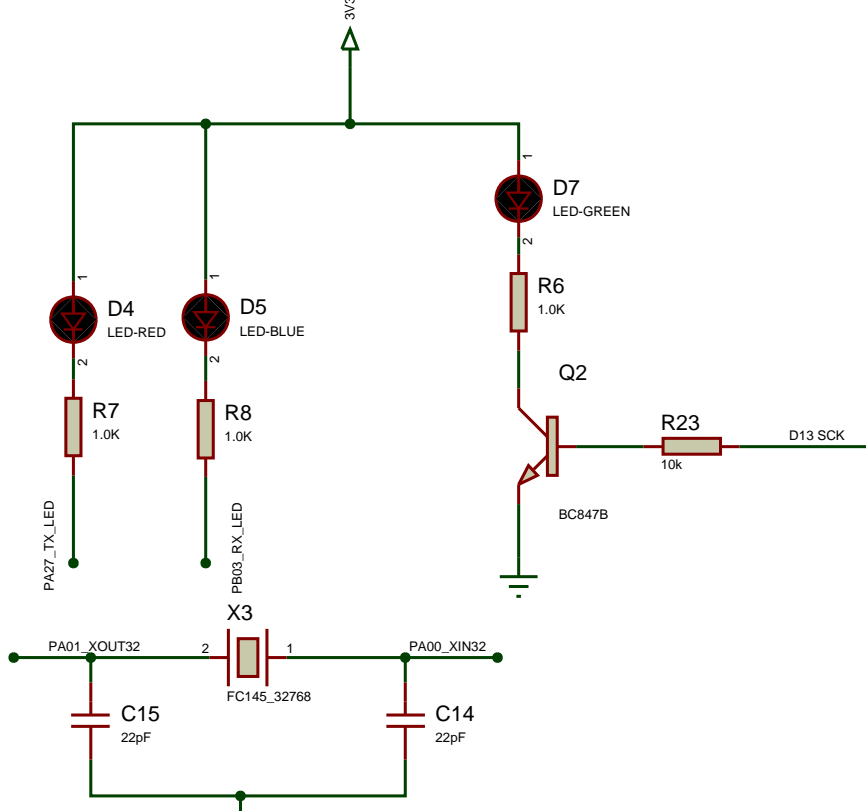 3V3
1
D7
LED-GREEN
2
1
D4
LED-RED
2
1
D5
LED-BLUE
2
R6
1.0K
Q2
BC847B
R7
1.0K
R8
1.0K
R23
10k
D13 SCK
PA27_TX_LED
PB03_RX_LED
X3
PA01_XOUT32
2
1
PA00_XIN32
FC145_32768
C15
22pF
C14
22pF